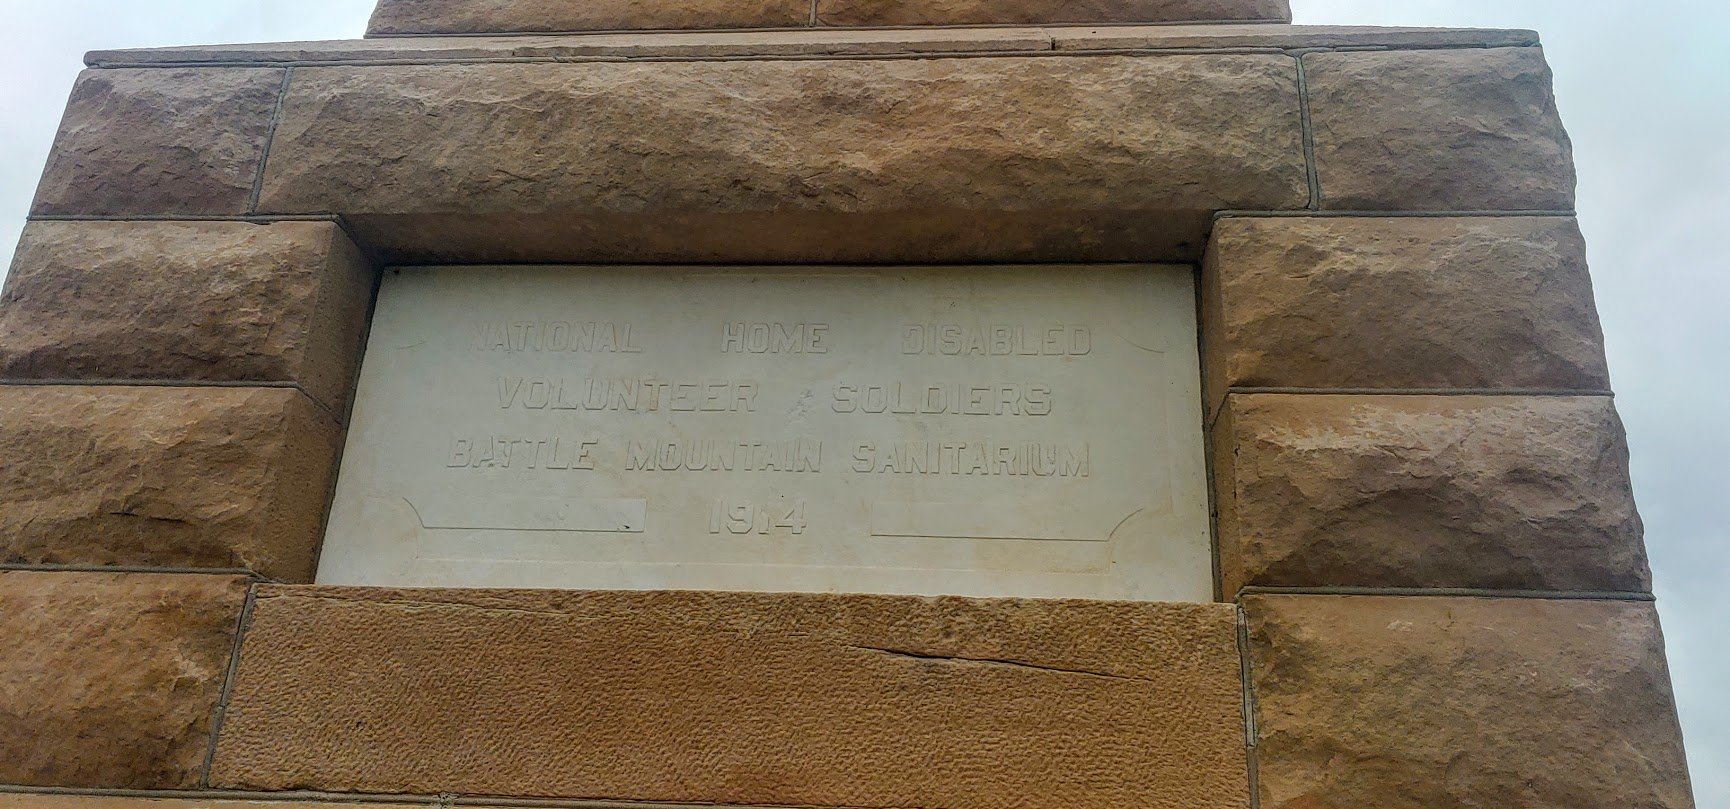 NATIONAL HOME DISABLED
VOLUNTEER SOLDIERS
BATTLE MOUNTAIN SANITARIUM
1914